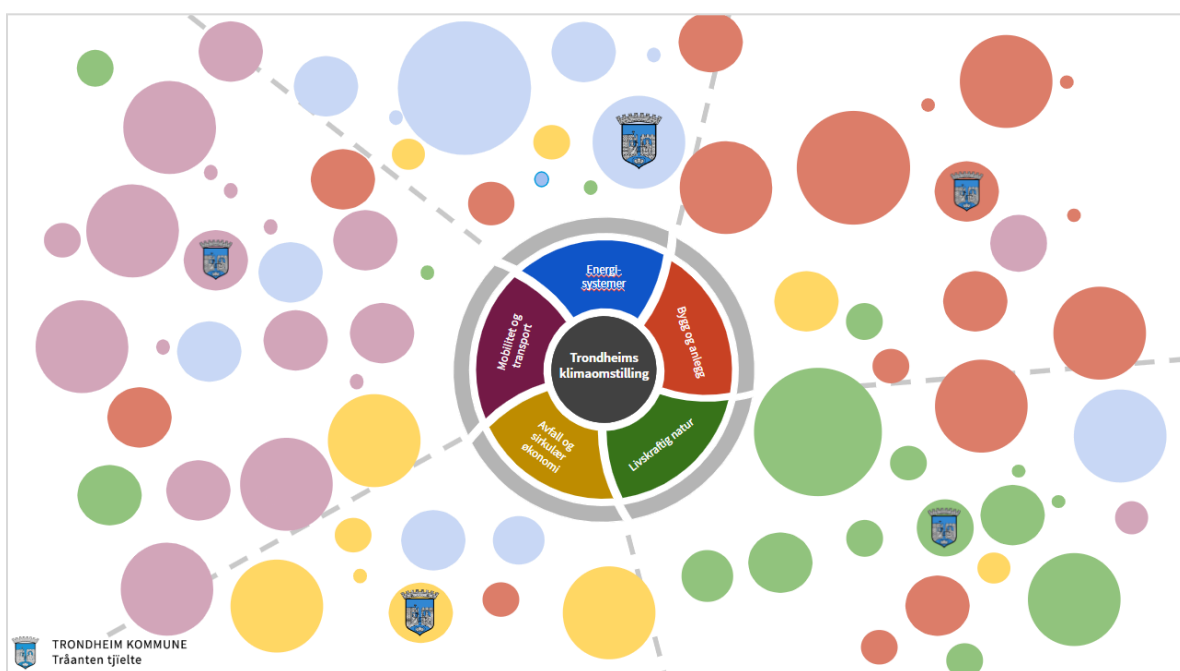 Energi-
systemer
Mobilitet og
transport
Bygg og anlegg
Trondheims
klimaomstilling
Avfall og
sirkulær
økonomi
Livskraftig natur
TRONDHEIM KOMMUNE
Tråanten tjïelte